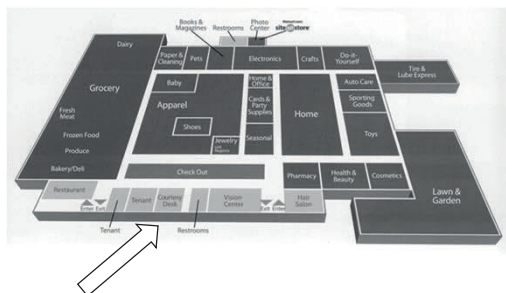 Books &
Magazines
Restrooms
Photo
Center
site to store
Dairy
Paper &
Cleaning
Pets
Electronics
Crafts
Do-it-
Yourself
Tire &
Lube Express
Grocery
Baby
Home &
Office
Auto Care
Apparel
Cards &
Party
Supplies
Home
Sporting
Goods
Fresh
Meat
Shoes
Toys
Frozen Food
Jewelry
Seasonal
Produce
Bakery/Deli
Check Out
Pharmacy
Health &
Beauty
Cosmetics
Restaurant
Lawn &
Garden
Tenant
Courtesy
Desk
Vision
Center
Hair
Salon
Enter Exit
Exit Enter
Tenant
Restrooms